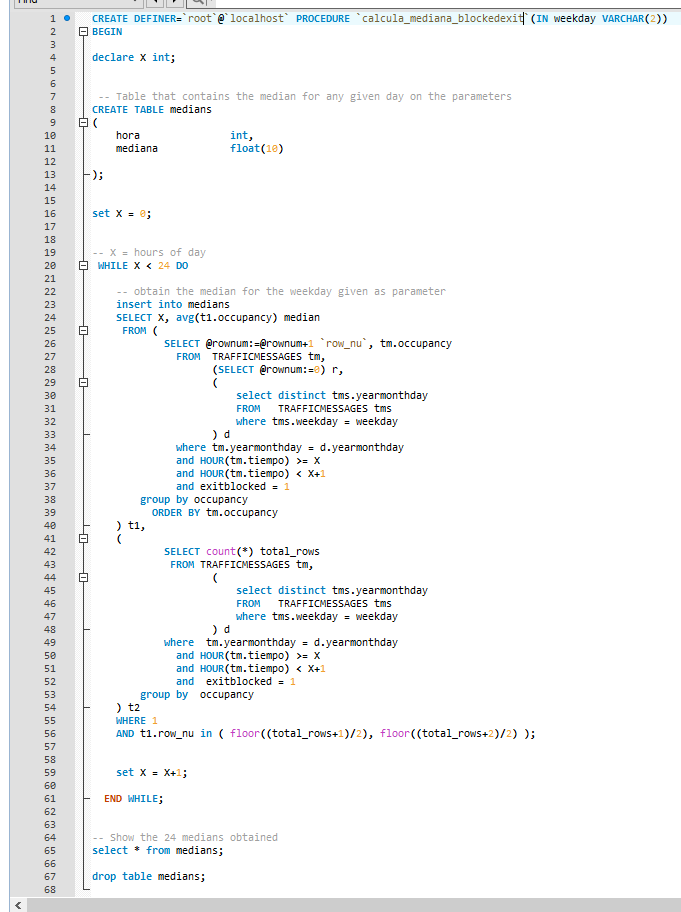 1 CREATE DEFINER=`root`@`localhost` PROCEDURE `calcula_mediana_blockedexit`(IN weekday VARCHAR(2))
2 BEGIN
3
4 declare X int;
5
6
7 -- Table that contains the median for any given day on the parameters
8 CREATE TABLE medians
9 (
10 hora int,
11 mediana float(10)
12
13 );
14
15
16 set X = 0;
17
18
19 -- X = hours of day
20 WHILE X < 24 DO
21
22 -- obtain the median for the weekday given as parameter
23 insert into medians
24 SELECT X, avg(t1.occupancy) median
25 FROM (
26 SELECT @rownum:=@rownum+1 `row_nu`, tm.occupancy
27 FROM TRAFFICMESSAGES tm,
28 (SELECT @rownum:=0) r,
29 (
30 select distinct tms.yearmonthday
31 FROM TRAFFICMESSAGES tms
32 where tms.weekday = weekday
33 ) d
34 where tm.yearmonthday = d.yearmonthday
35 and HOUR(tm.tiempo) >= X
36 and HOUR(tm.tiempo) < X+1
37 and exitblocked = 1
38 group by occupancy
39 ORDER BY tm.occupancy
40 ) t1,
41 (
42 SELECT count(*) total_rows
43 FROM TRAFFICMESSAGES tm,
44 (
45 select distinct tms.yearmonthday
46 FROM TRAFFICMESSAGES tms
47 where tms.weekday = weekday
48 ) d
49 where tm.yearmonthday = d.yearmonthday
50 and HOUR(tm.tiempo) >= X
51 and HOUR(tm.tiempo) < X+1
52 and exitblocked = 1
53 group by occupancy
54 ) t2
55 WHERE 1
56 AND t1.row_nu in ( floor((total_rows+1)/2), floor((total_rows+2)/2) );
57
58
59 set X = X+1;
60
61 END WHILE;
62
63
64 -- Show the 24 medians obtained
65 select * from medians;
66
67 drop table medians;
68